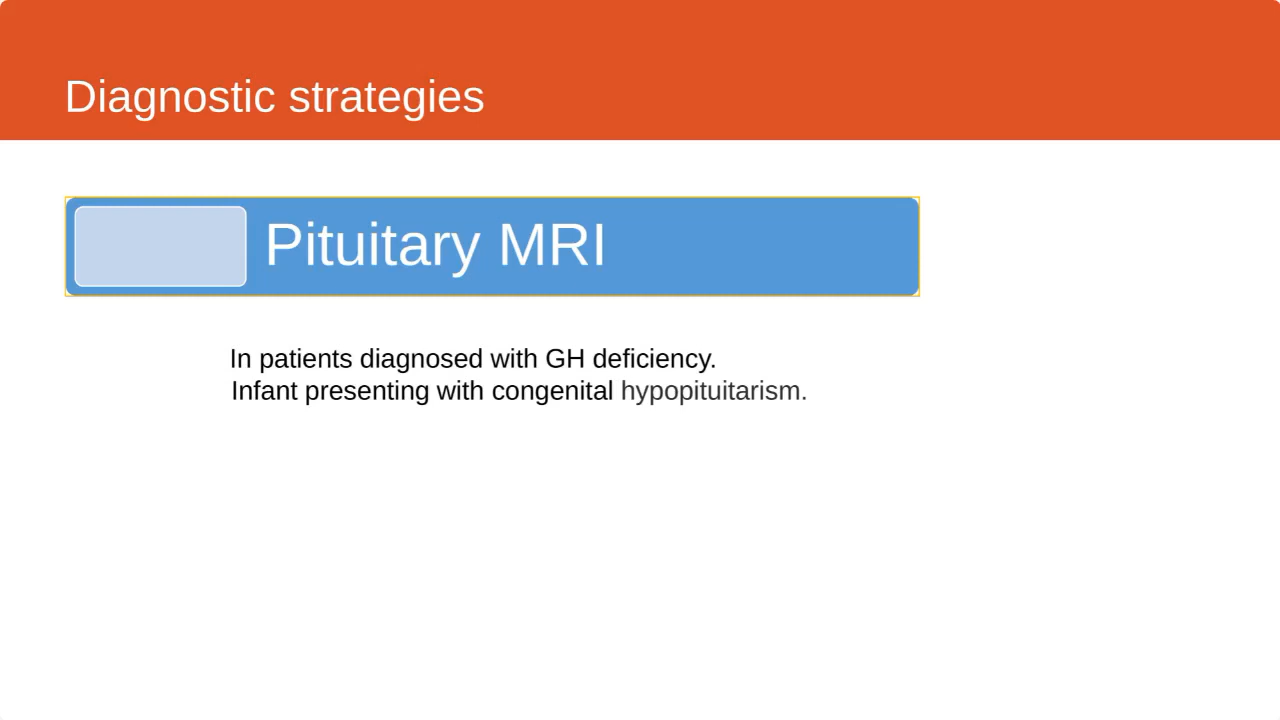 Diagnostic strategies
Pituitary MRI
In patients diagnosed with GH deficiency.
Infant presenting with congenital hypopituitarism.